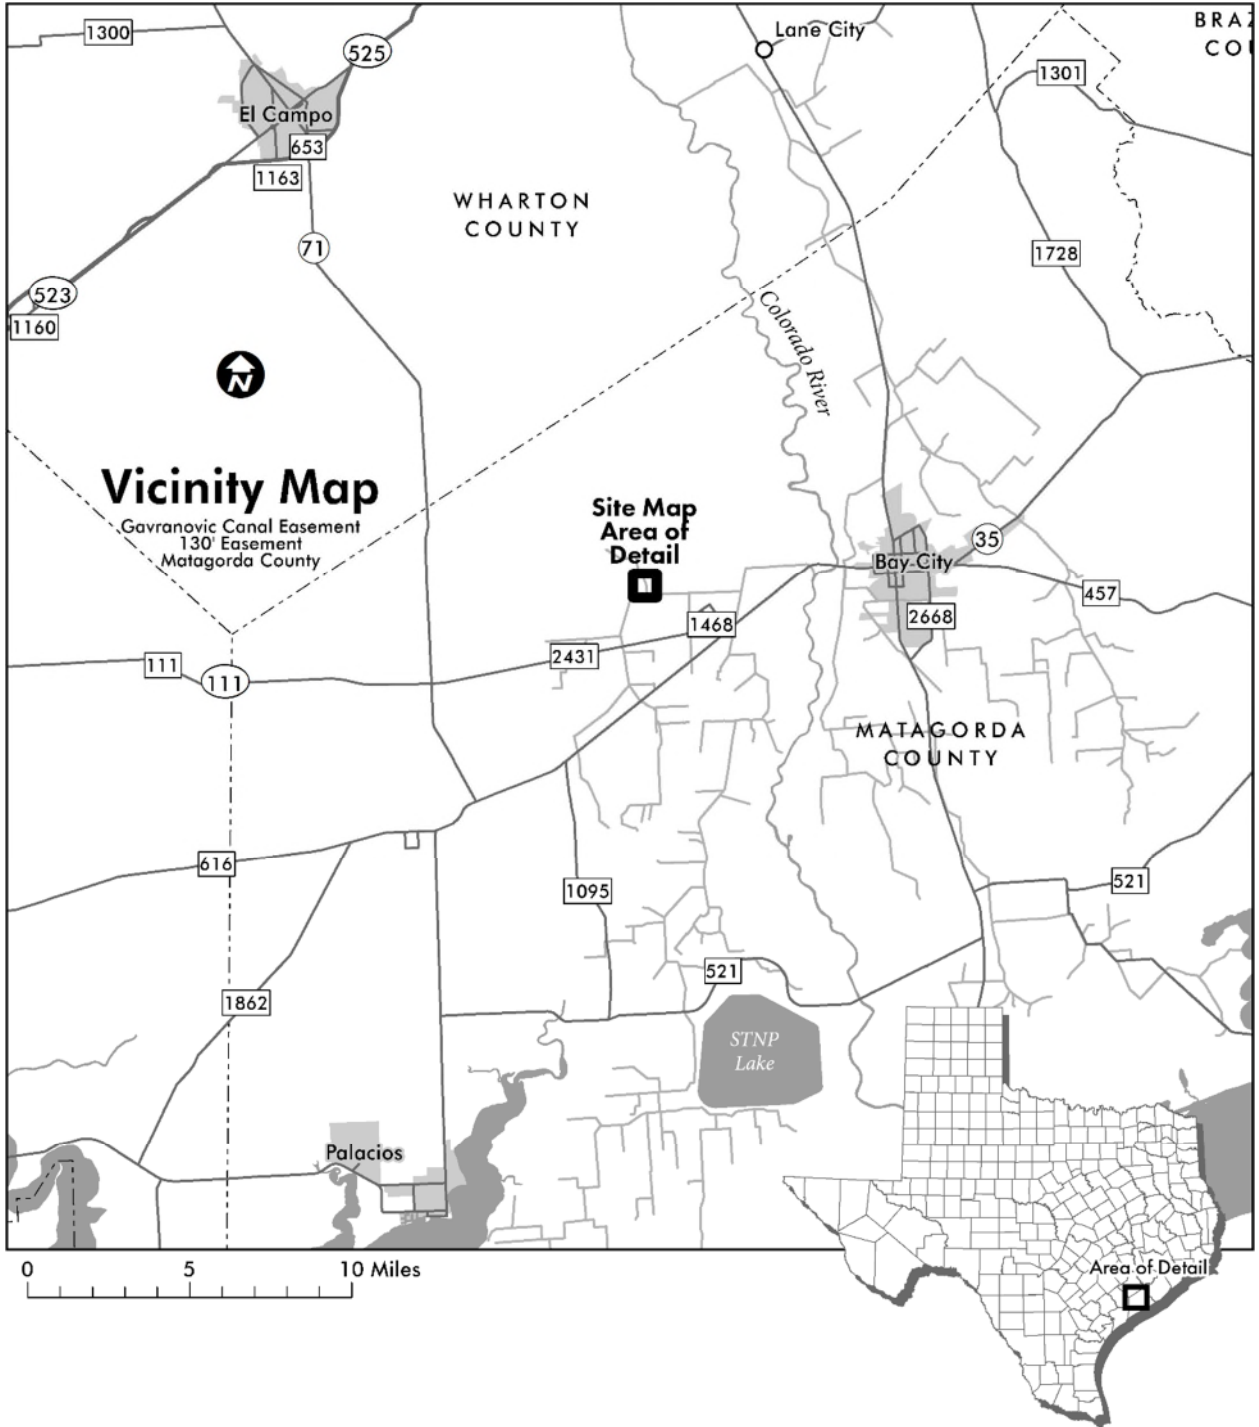 BRAZ
COU
Lane City
1300
525
1301
El Campo
653
1163
WHARTON
COUNTY
71
1728
523
1160
Colorado River
N
Vicinity Map
Gavranovic Canal Easement
130' Easement
Matagorda County
Site Map
Area of
Detail
35
Bay City
457
1468
2668
2431
111
111
MATAGORDA
COUNTY
616
1095
521
521
1862
STNP
Lake
Palacios
0 5 10 Miles
Area of Detail